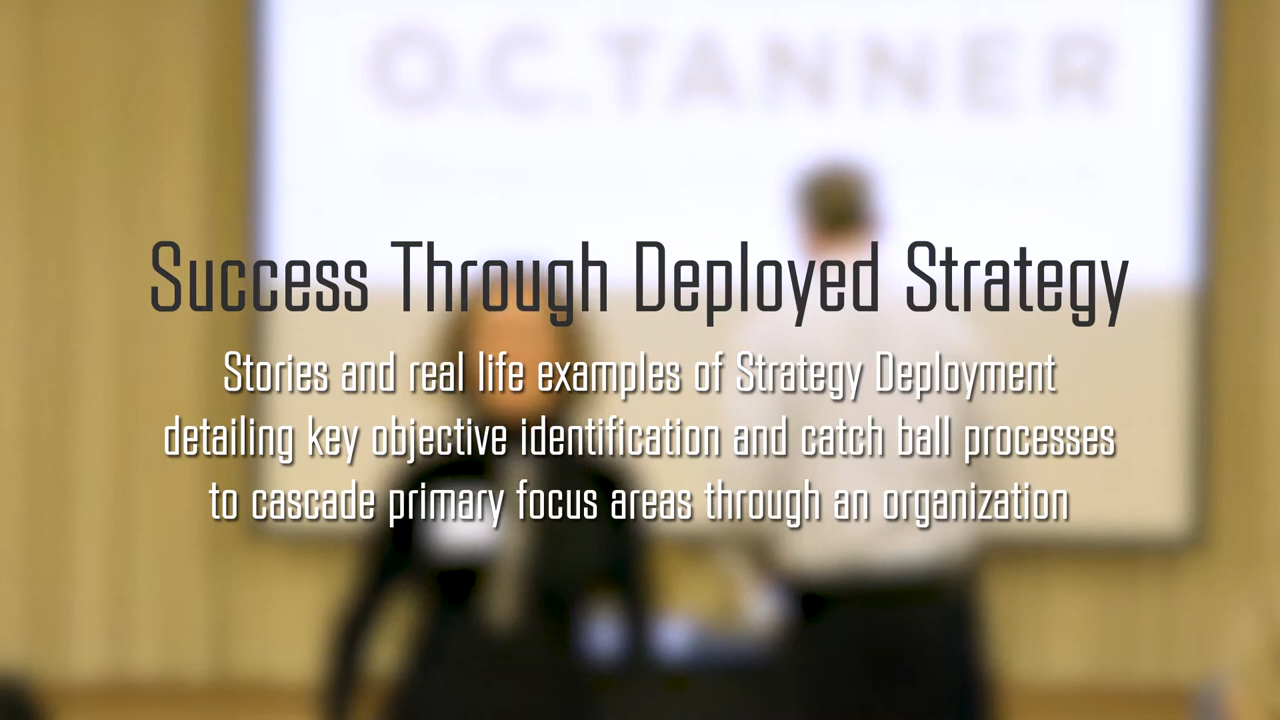 O.C.TANNER
Success Through Deployed Strategy
Stories and real life examples of Strategy Deployment
detailing key objective identification and catch ball processes
to cascade primary focus areas through an organization